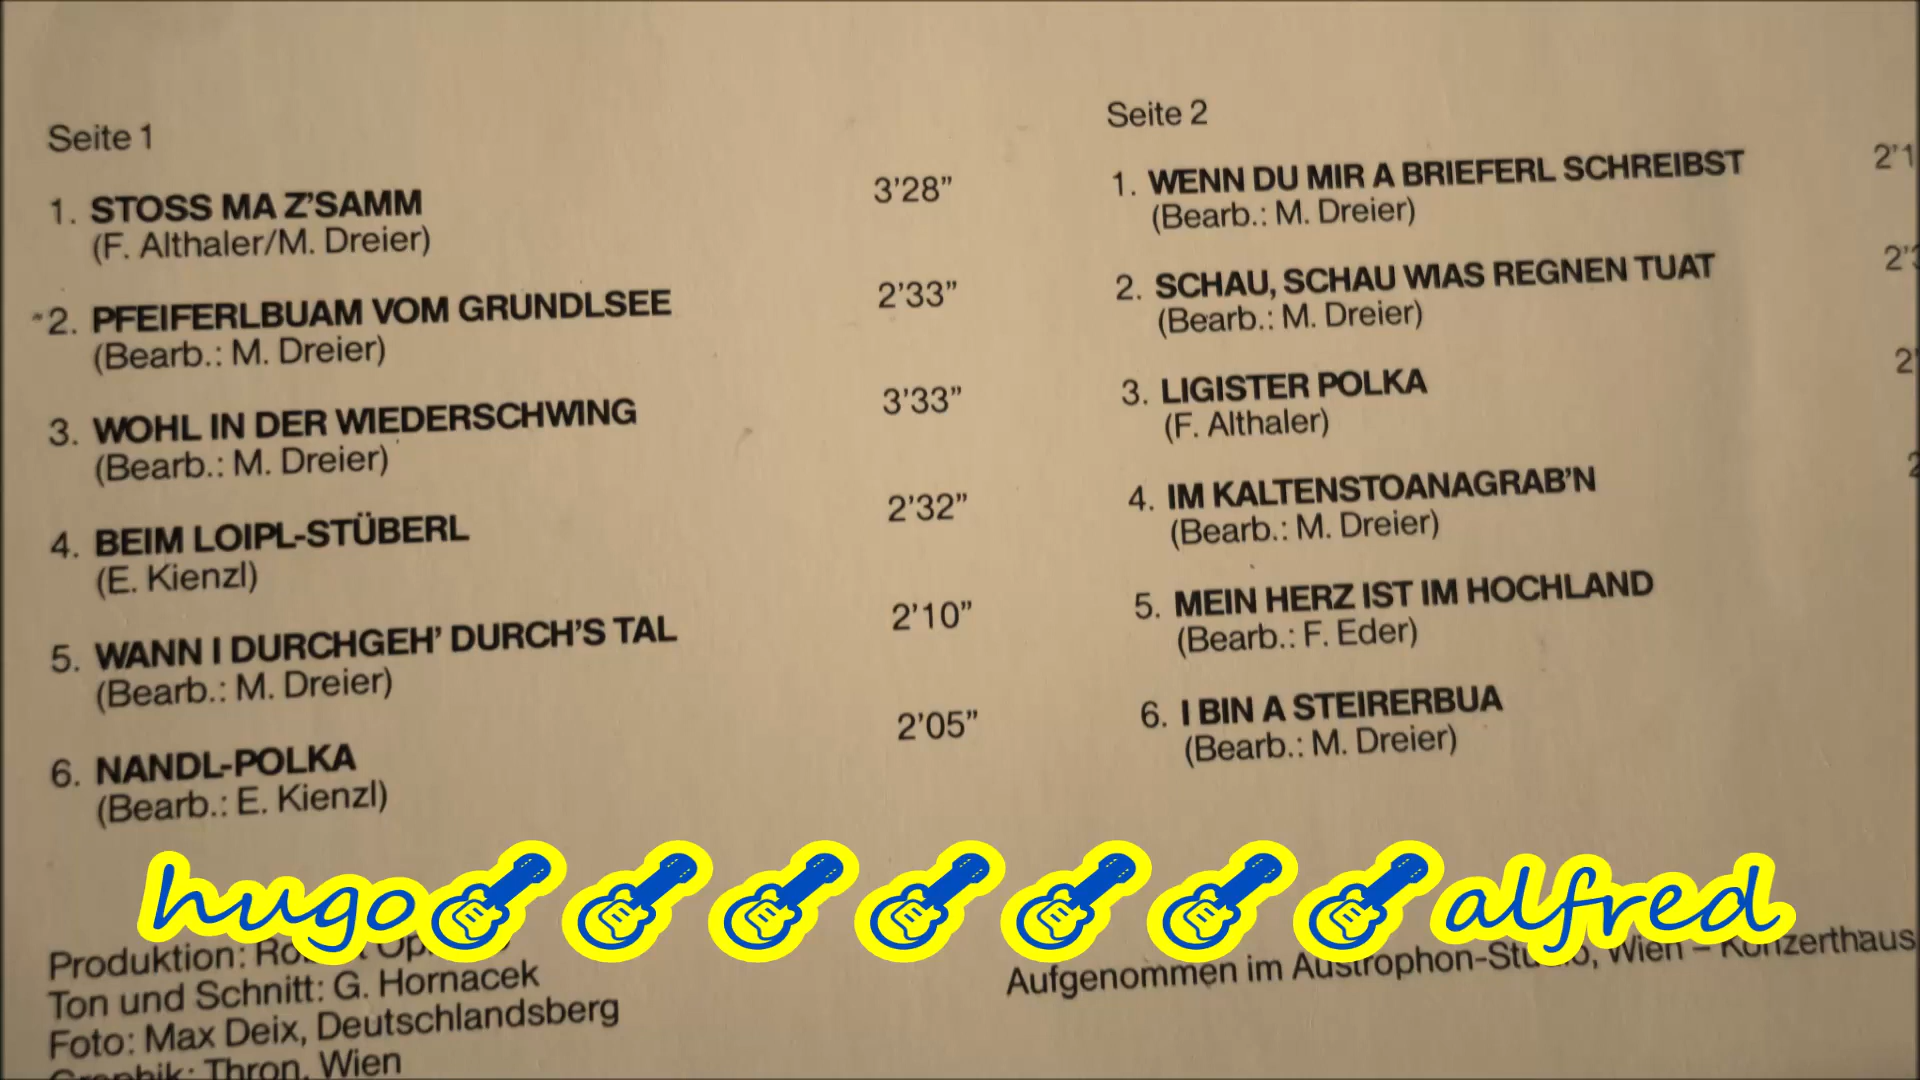 Seite 1
1. STOSS MA Z'SAMM 3'28"
(F. Althaler/M. Dreier)
2. PFEIFERLBUAM VOM GRUNDLSEE 2'33"
(Bearb.: M. Dreier)
3. WOHL IN DER WIEDERSCHWING 3'33"
(Bearb.: M. Dreier)
4. BEIM LOIPL-STÜBERL 2'32"
(E. Kienzl)
5. WANN I DURCHGEH' DURCH'S TAL 2'10"
(Bearb.: M. Dreier)
6. NANDL-POLKA 2'05"
(Bearb.: E. Kienzl)
Seite 2
1. WENN DU MIR A BRIEFERL SCHREIBST
(Bearb.: M. Dreier)
2. SCHAU, SCHAU WIAS REGNEN TUAT
(Bearb.: M. Dreier)
3. LIGISTER POLKA
(F. Althaler)
4. IM KALTENSTOANAGRAB'N
(Bearb.: M. Dreier)
5. MEIN HERZ IST IM HOCHLAND
(Bearb.: F. Eder)
6. I BIN A STEIRERBUA
(Bearb.: M. Dreier)
hugo🎸🎸🎸🎸🎸🎸🎸alfred
Produktion:
Ton und Schnitt: G. Hornacek
Foto: Max Deix, Deutschlandsberg
Graphik: Thron, Wien
Aufgenommen im Austrophon-Studio, Wien – Konzerthaus